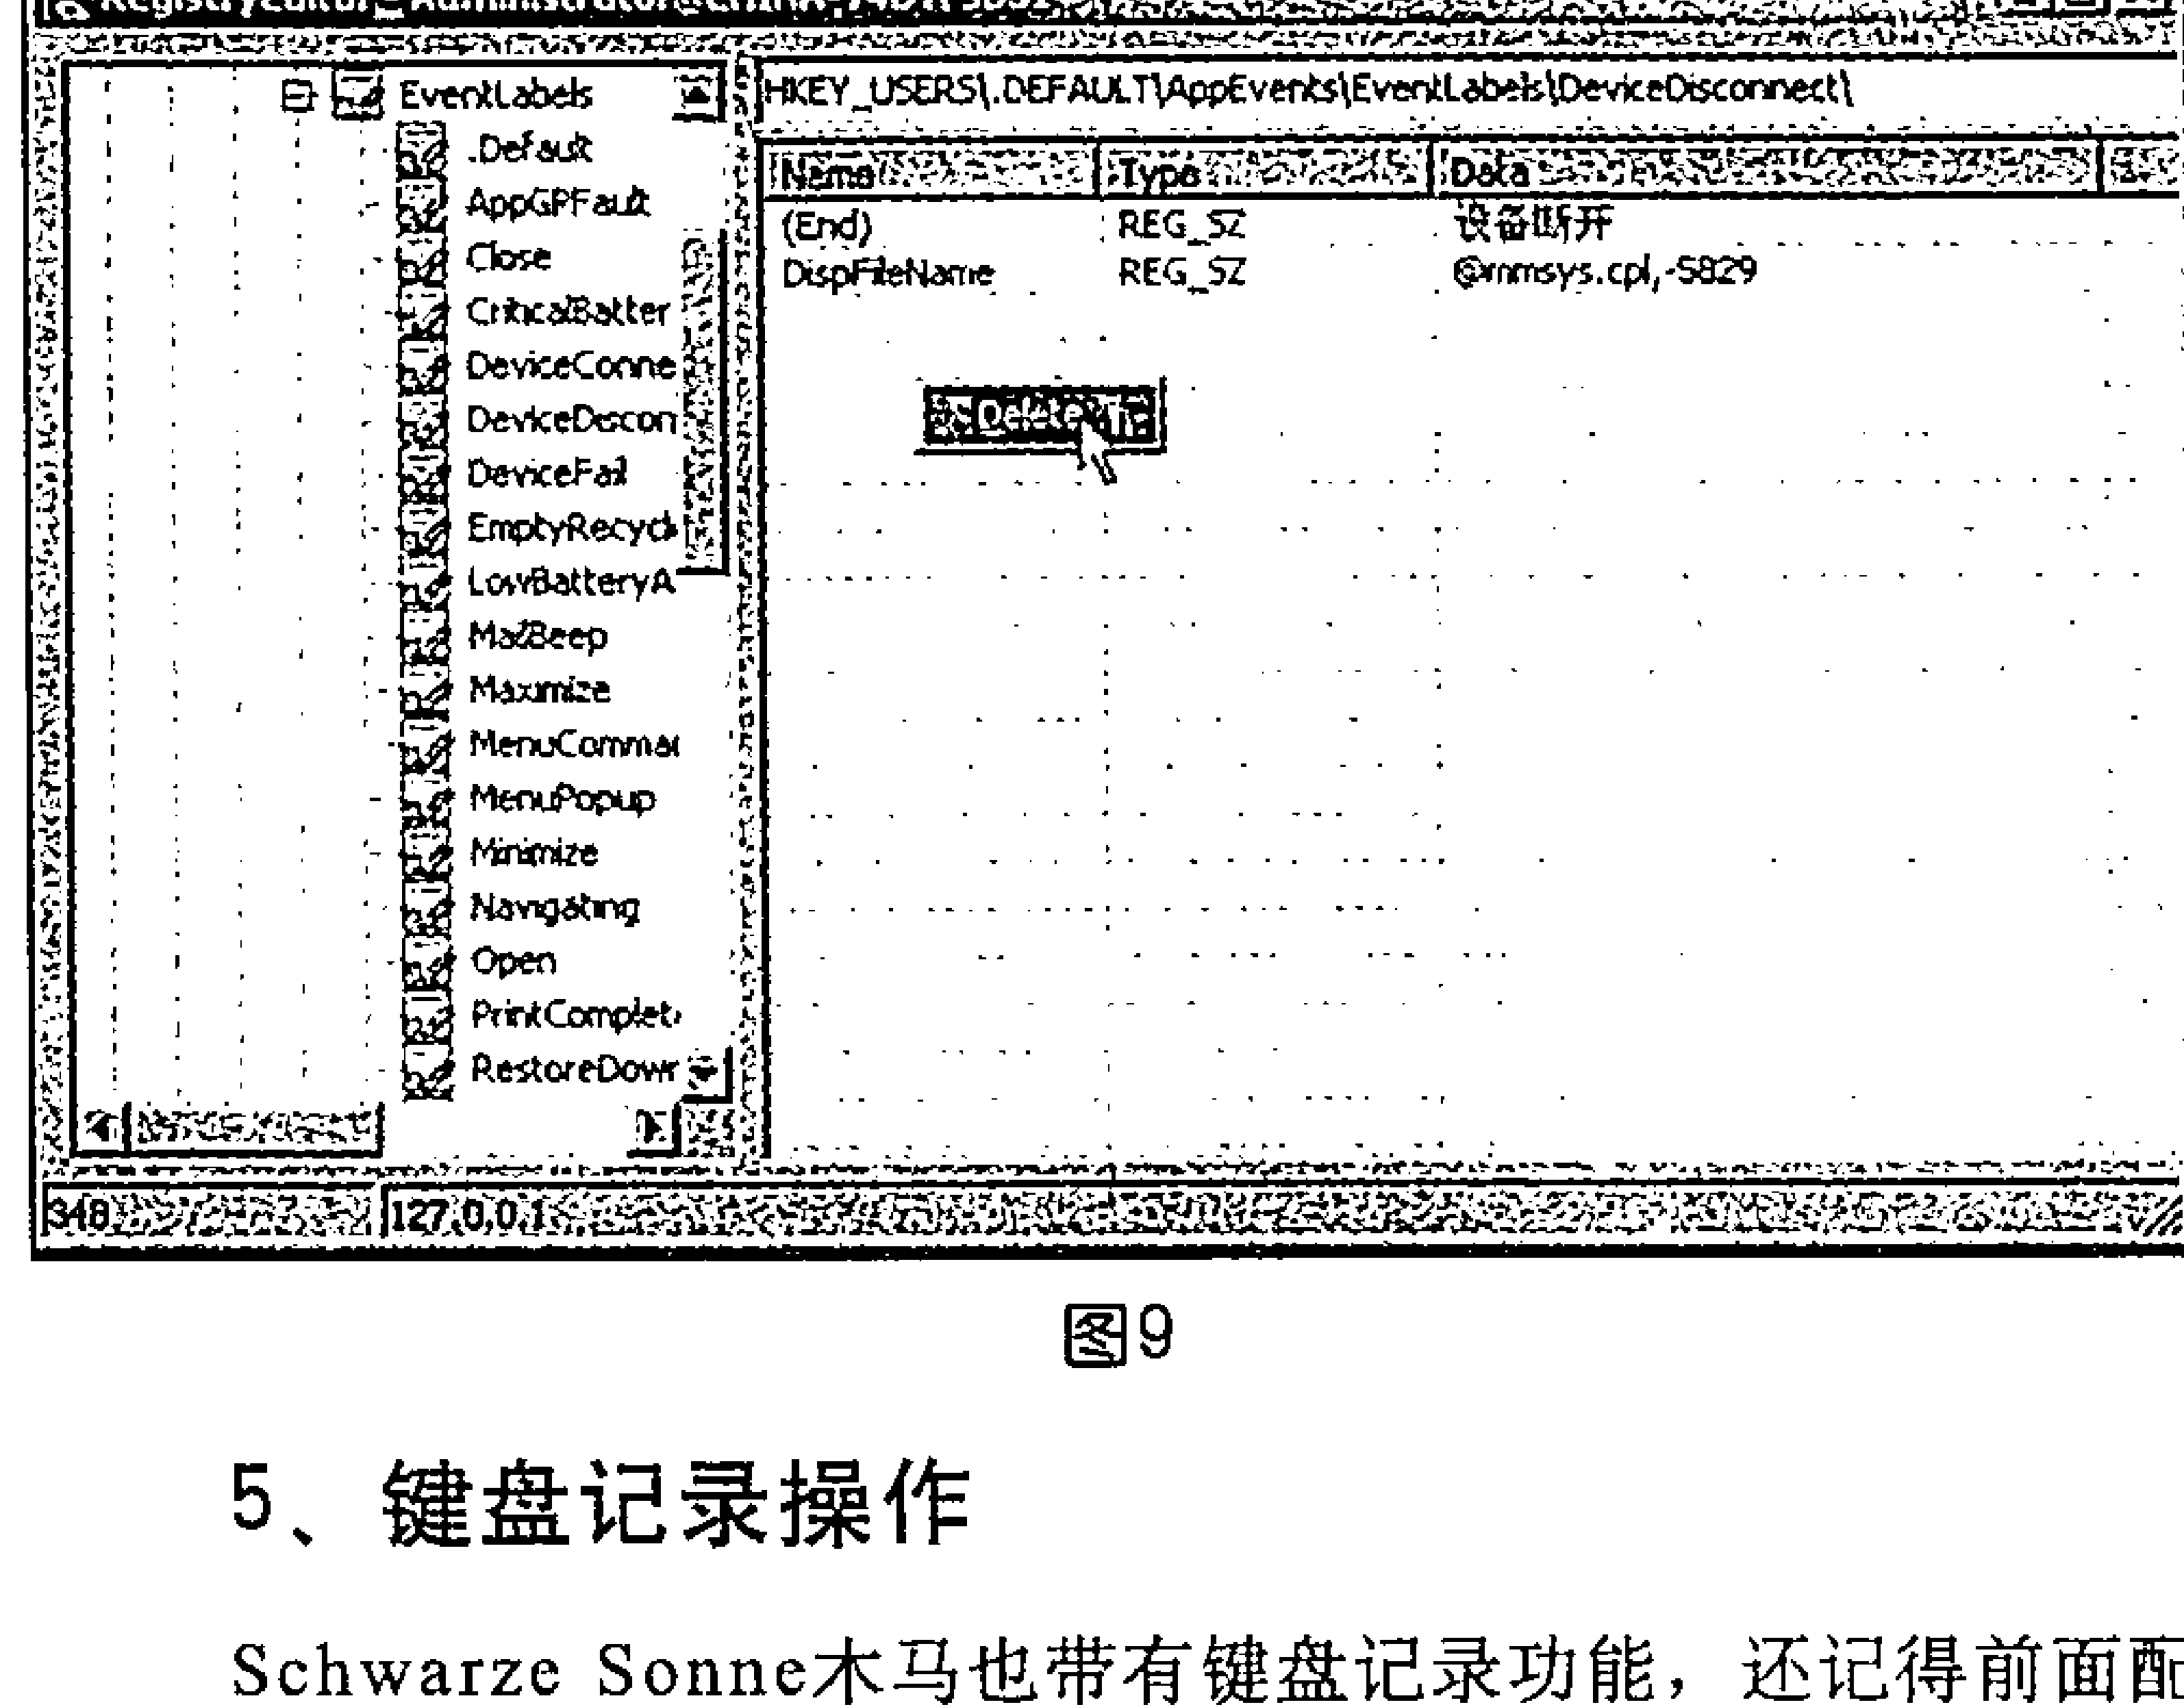 EventLabels
.Default
AppGPFault
Close
CriticalBatter
DeviceConne
DeviceDiscon
DeviceFail
EmptyRecycl
LowBatteryA
MailBeep
Maximize
MenuComma
MenuPopup
Minimize
Navigating
Open
PrintComplet
RestoreDow
HKEY_USERS\.DEFAULT\AppEvents\EventLabels\DeviceDisconnect\
Name Type Data
(End) REG_SZ 设备断开
DispFileName REG_SZ @mmsys.cpl,-5829
Delete
348 127.0.0.1
图9
5、键盘记录操作
Schwarze Sonne木马也带有键盘记录功能，还记得前面配